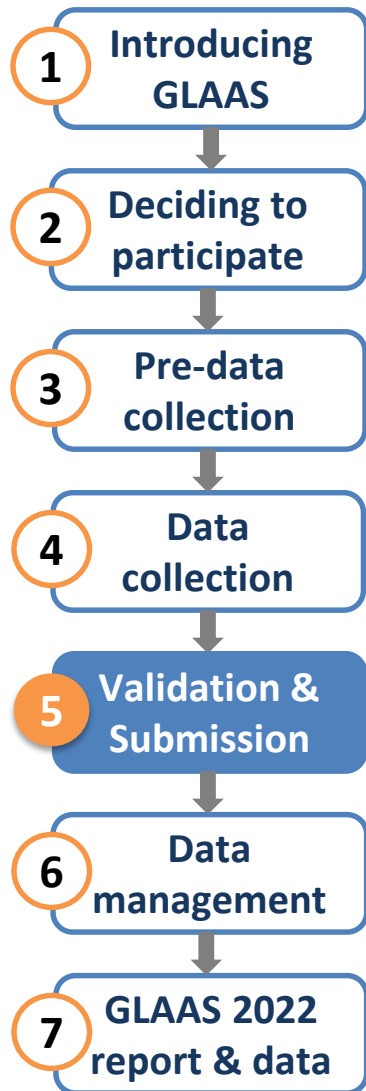 1
Introducing
GLAAS
2
Deciding to
participate
3
Pre-data
collection
4
Data
collection
5
Validation &
Submission
6
Data
management
7
GLAAS 2022
report & data